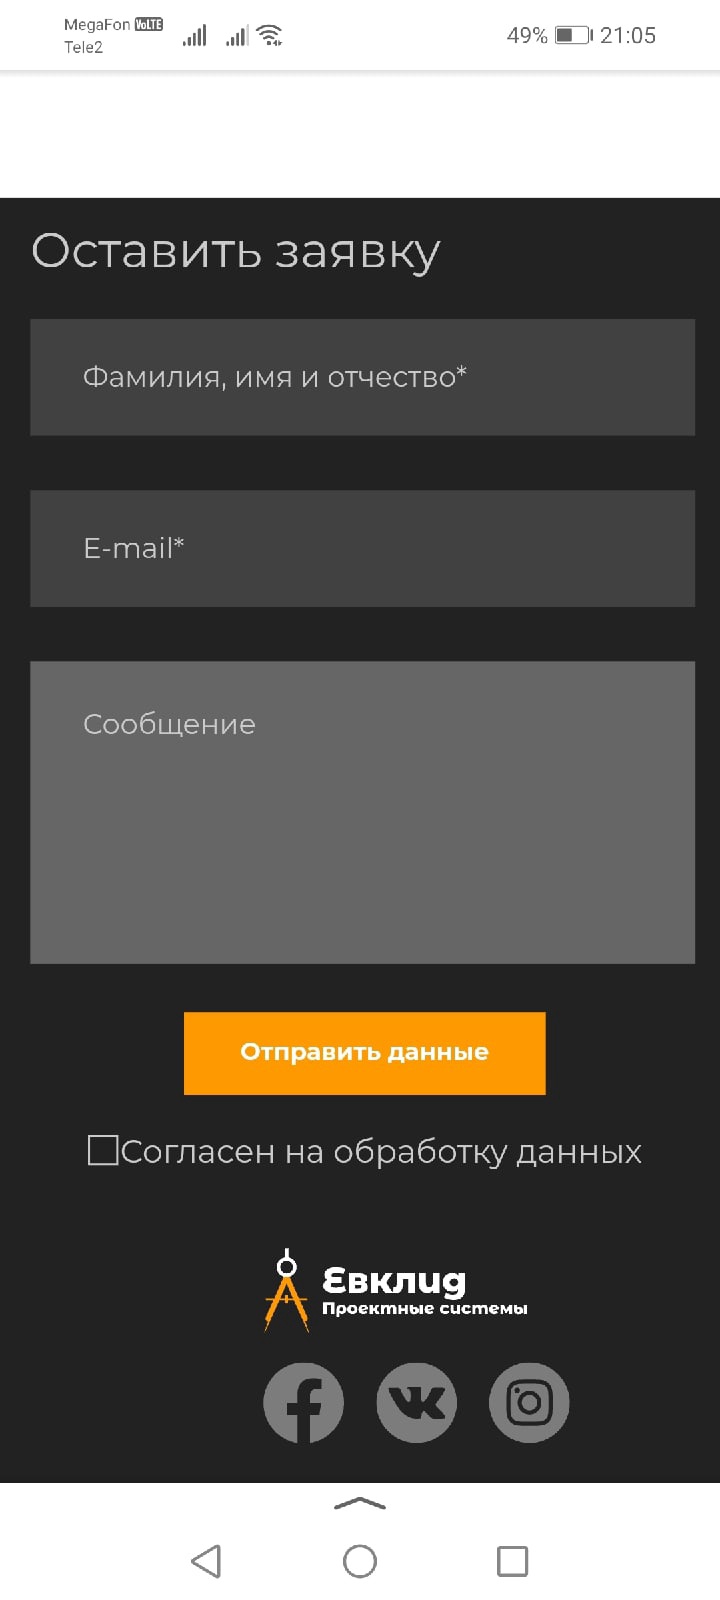 MegaFon VoLTE
Tele2
49% 21:05
Оставить заявку
Фамилия, имя и отчество*
E-mail*
Сообщение
Отправить данные
Согласен на обработку данных
Евклид
Проектные системы